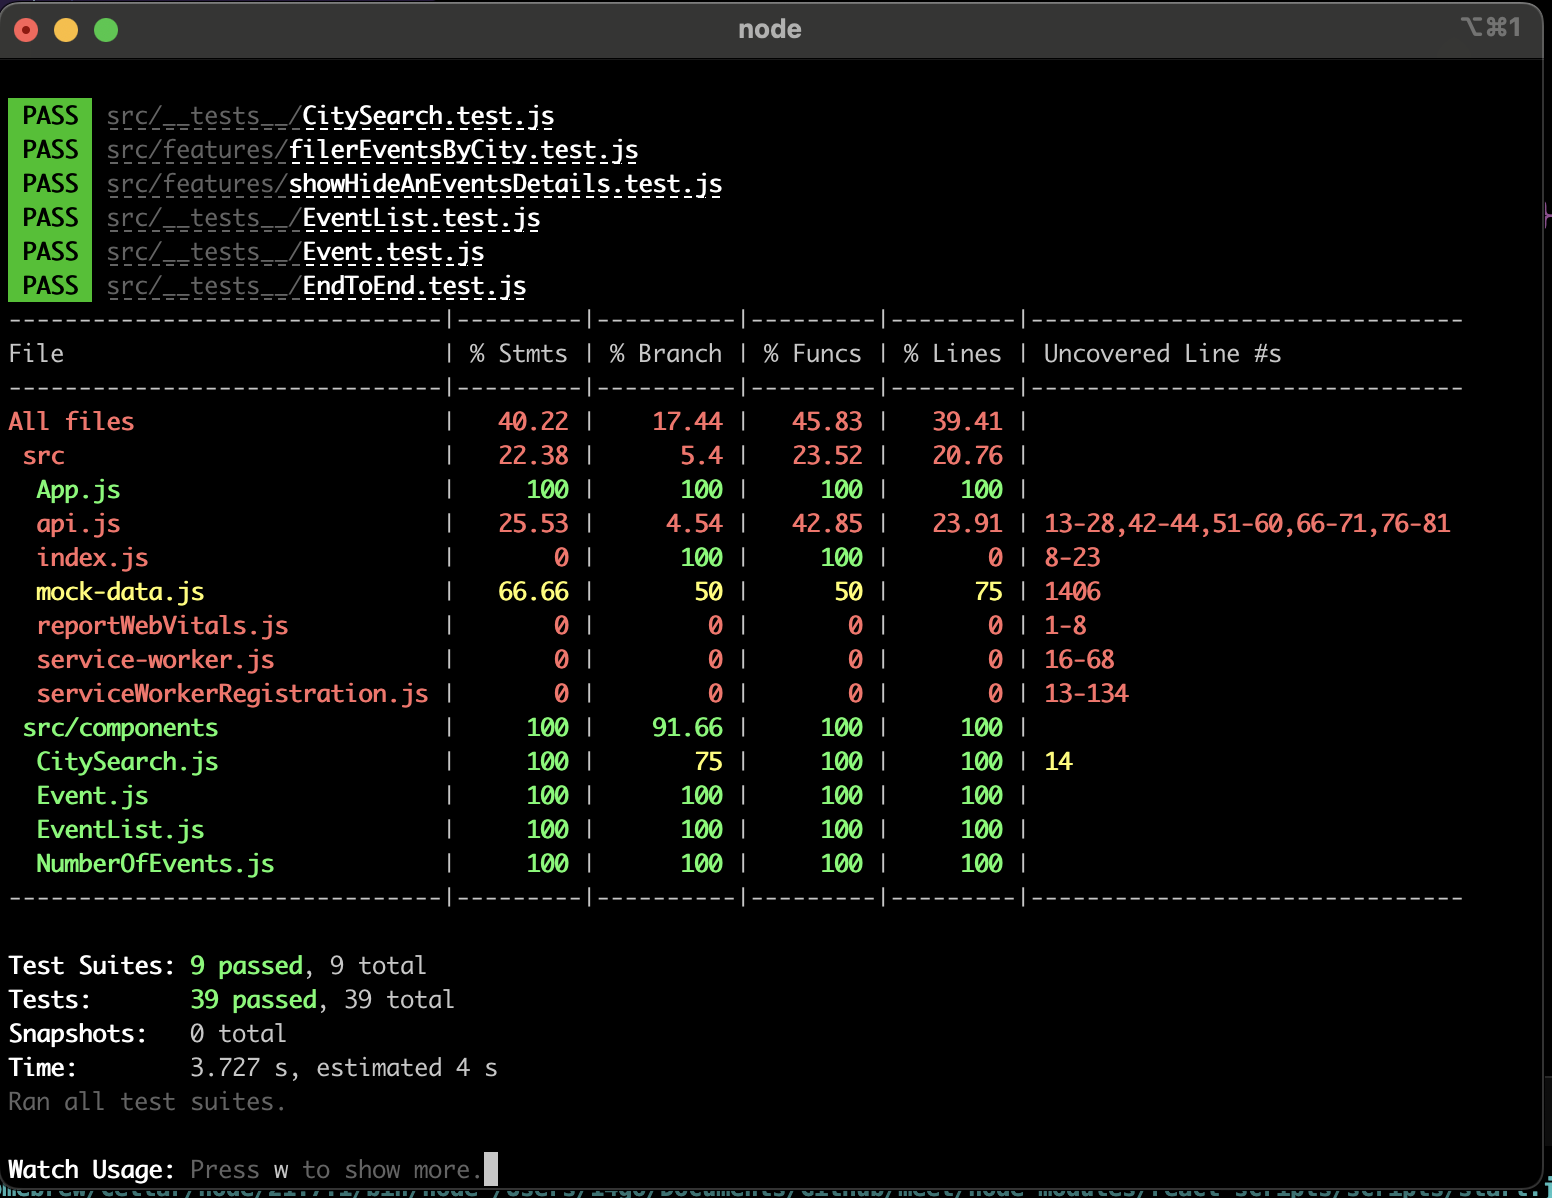 node
⌥⌘1
PASS src/__tests__/CitySearch.test.js
PASS src/features/filerEventsByCity.test.js
PASS src/features/showHideAnEventsDetails.test.js
PASS src/__tests__/EventList.test.js
PASS src/__tests__/Event.test.js
PASS src/__tests__/EndToEnd.test.js
-------------------------------|---------|----------|---------|---------|-------------------------------
File | % Stmts | % Branch | % Funcs | % Lines | Uncovered Line #s
-------------------------------|---------|----------|---------|---------|-------------------------------
All files | 40.22 | 17.44 | 45.83 | 39.41 |
src | 22.38 | 5.4 | 23.52 | 20.76 |
App.js | 100 | 100 | 100 | 100 |
api.js | 25.53 | 4.54 | 42.85 | 23.91 | 13-28,42-44,51-60,66-71,76-81
index.js | 0 | 100 | 100 | 0 | 8-23
mock-data.js | 66.66 | 50 | 50 | 75 | 1406
reportWebVitals.js | 0 | 0 | 0 | 0 | 1-8
service-worker.js | 0 | 0 | 0 | 0 | 16-68
serviceWorkerRegistration.js | 0 | 0 | 0 | 0 | 13-134
src/components | 100 | 91.66 | 100 | 100 |
CitySearch.js | 100 | 75 | 100 | 100 | 14
Event.js | 100 | 100 | 100 | 100 |
EventList.js | 100 | 100 | 100 | 100 |
NumberOfEvents.js | 100 | 100 | 100 | 100 |
-------------------------------|---------|----------|---------|---------|-------------------------------
Test Suites: 9 passed, 9 total
Tests: 39 passed, 39 total
Snapshots: 0 total
Time: 3.727 s, estimated 4 s
Ran all test suites.
Watch Usage: Press w to show more.